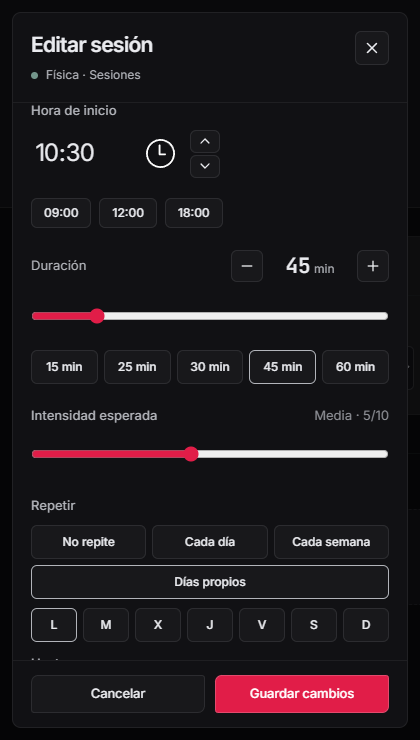 Editar sesión
Física · Sesiones
Hora de inicio
10:30
09:00 12:00 18:00
Duración 45 min
15 min 25 min 30 min 45 min 60 min
Intensidad esperada Media · 5/10
Repetir
No repite Cada día Cada semana
Días propios
L M X J V S D
Cancelar Guardar cambios